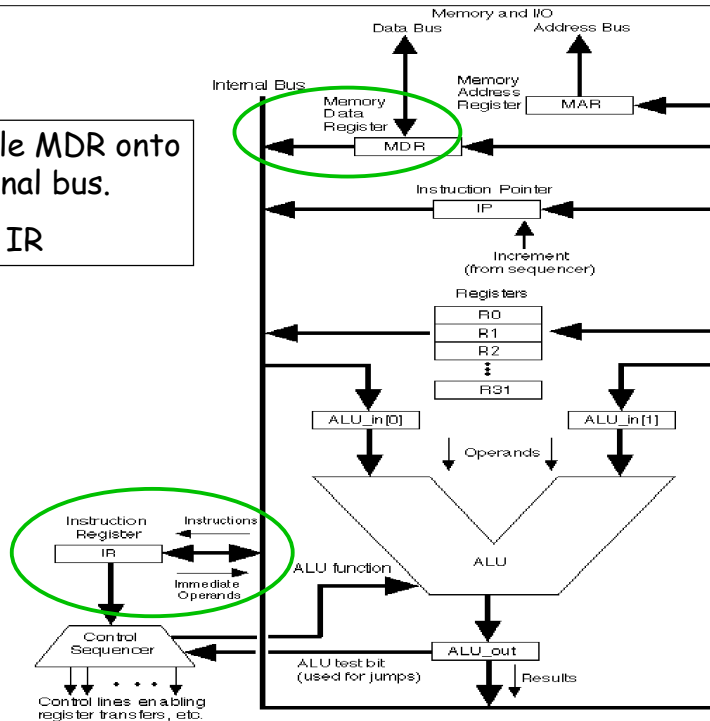 Memory and I/O
Data Bus
Address Bus
Internal Bus
Memory
Data
Register
Memory
Address
Register
MAR
MDR
le MDR onto
nal bus.
IR
Instruction Pointer
IP
Increment
(from sequencer)
Registers
R0
R1
R2
R31
ALU_in[0]
ALU_in[1]
Operands
Instruction
Register
Instructions
IR
Immediate
Operands
ALU function
ALU
Control
Sequencer
ALU_out
ALU test bit
(used for jumps)
Results
Control lines enabling
register transfers, etc.